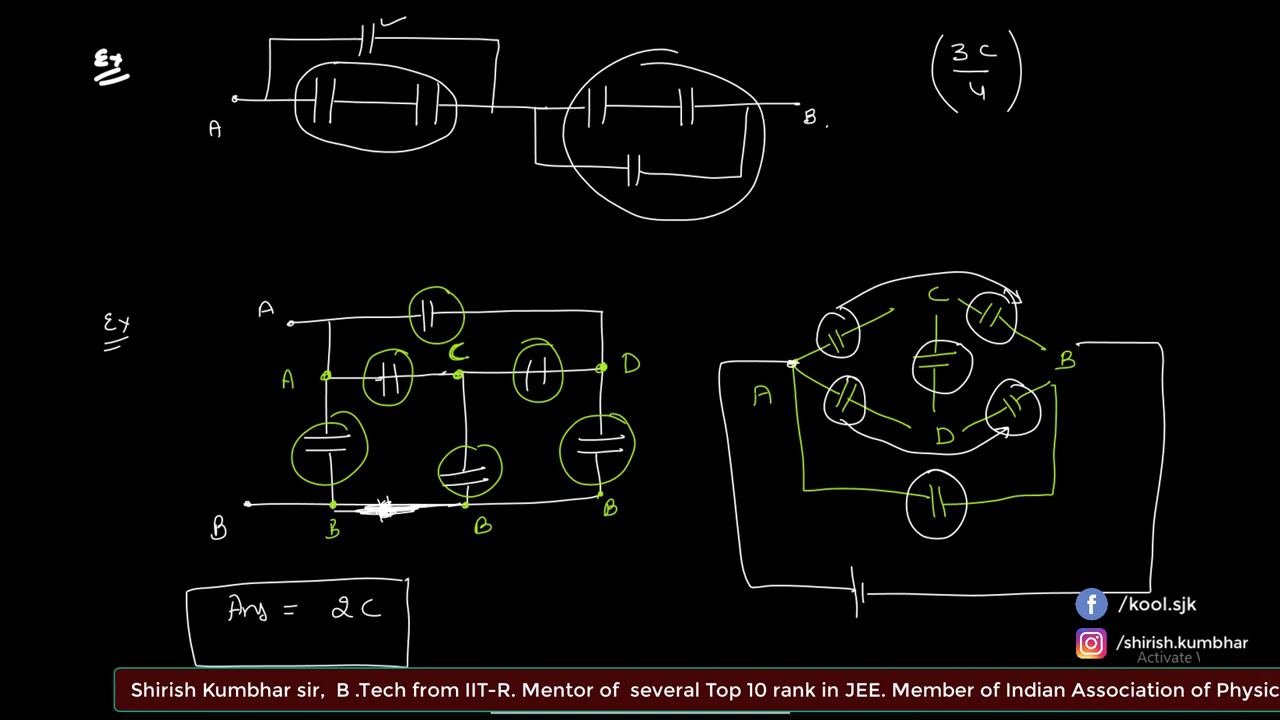 Ex
A
B.
(3C/4)
Ex
A
A
C
D
B
B
B
B
A
C
B
D
Ans = 2C
/kool.sjk
/shirish.kumbhar
Activate \
Shirish Kumbhar sir, B .Tech from IIT-R. Mentor of several Top 10 rank in JEE. Member of Indian Association of Physic